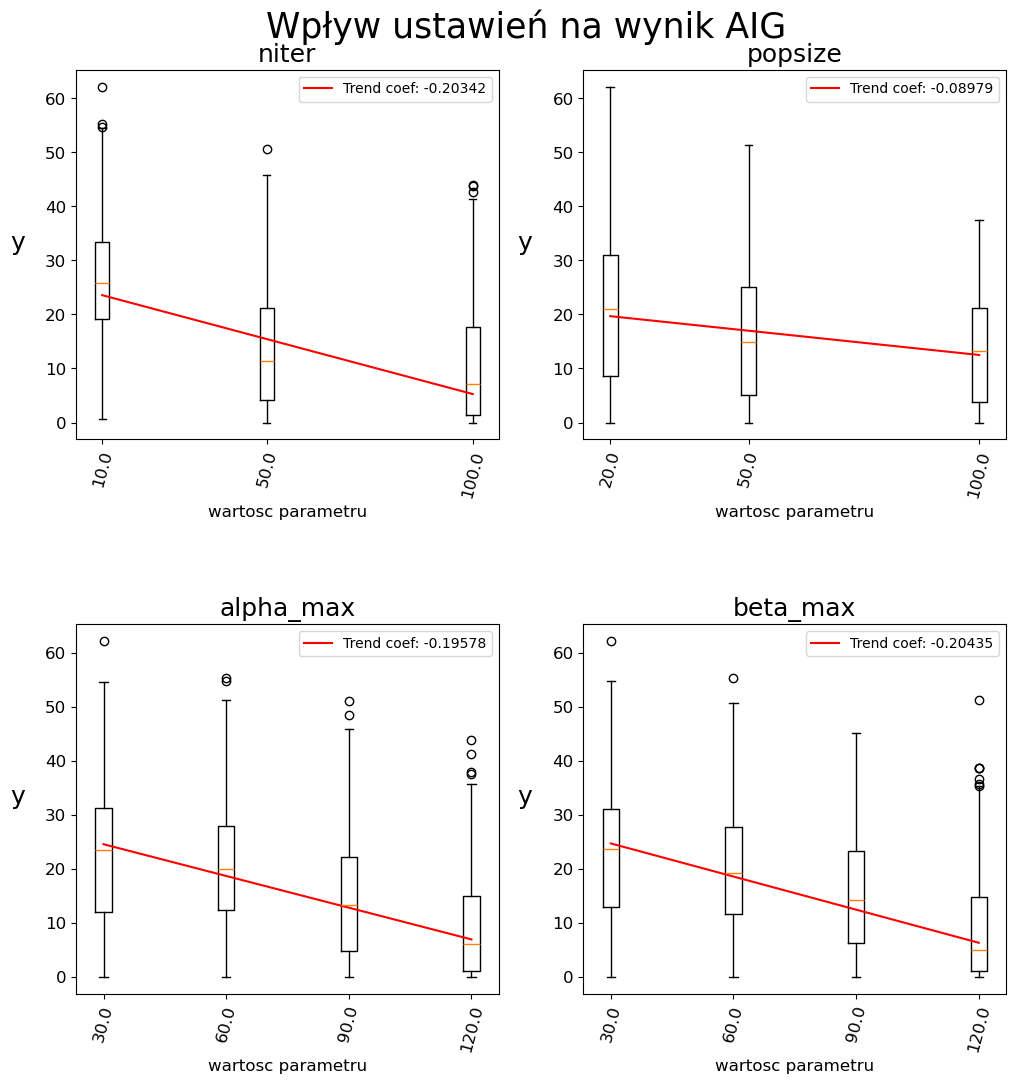 Wpływ ustawień na wynik AIG
niter
Trend coef: -0.20342
60
50
40
30
20
10
0
y
10.0
50.0
100.0
wartosc parametru
popsize
Trend coef: -0.08979
60
50
40
30
20
10
0
y
20.0
50.0
100.0
wartosc parametru
alpha_max
Trend coef: -0.19578
60
50
40
30
20
10
0
y
30.0
60.0
90.0
120.0
wartosc parametru
beta_max
Trend coef: -0.20435
60
50
40
30
20
10
0
y
30.0
60.0
90.0
120.0
wartosc parametru